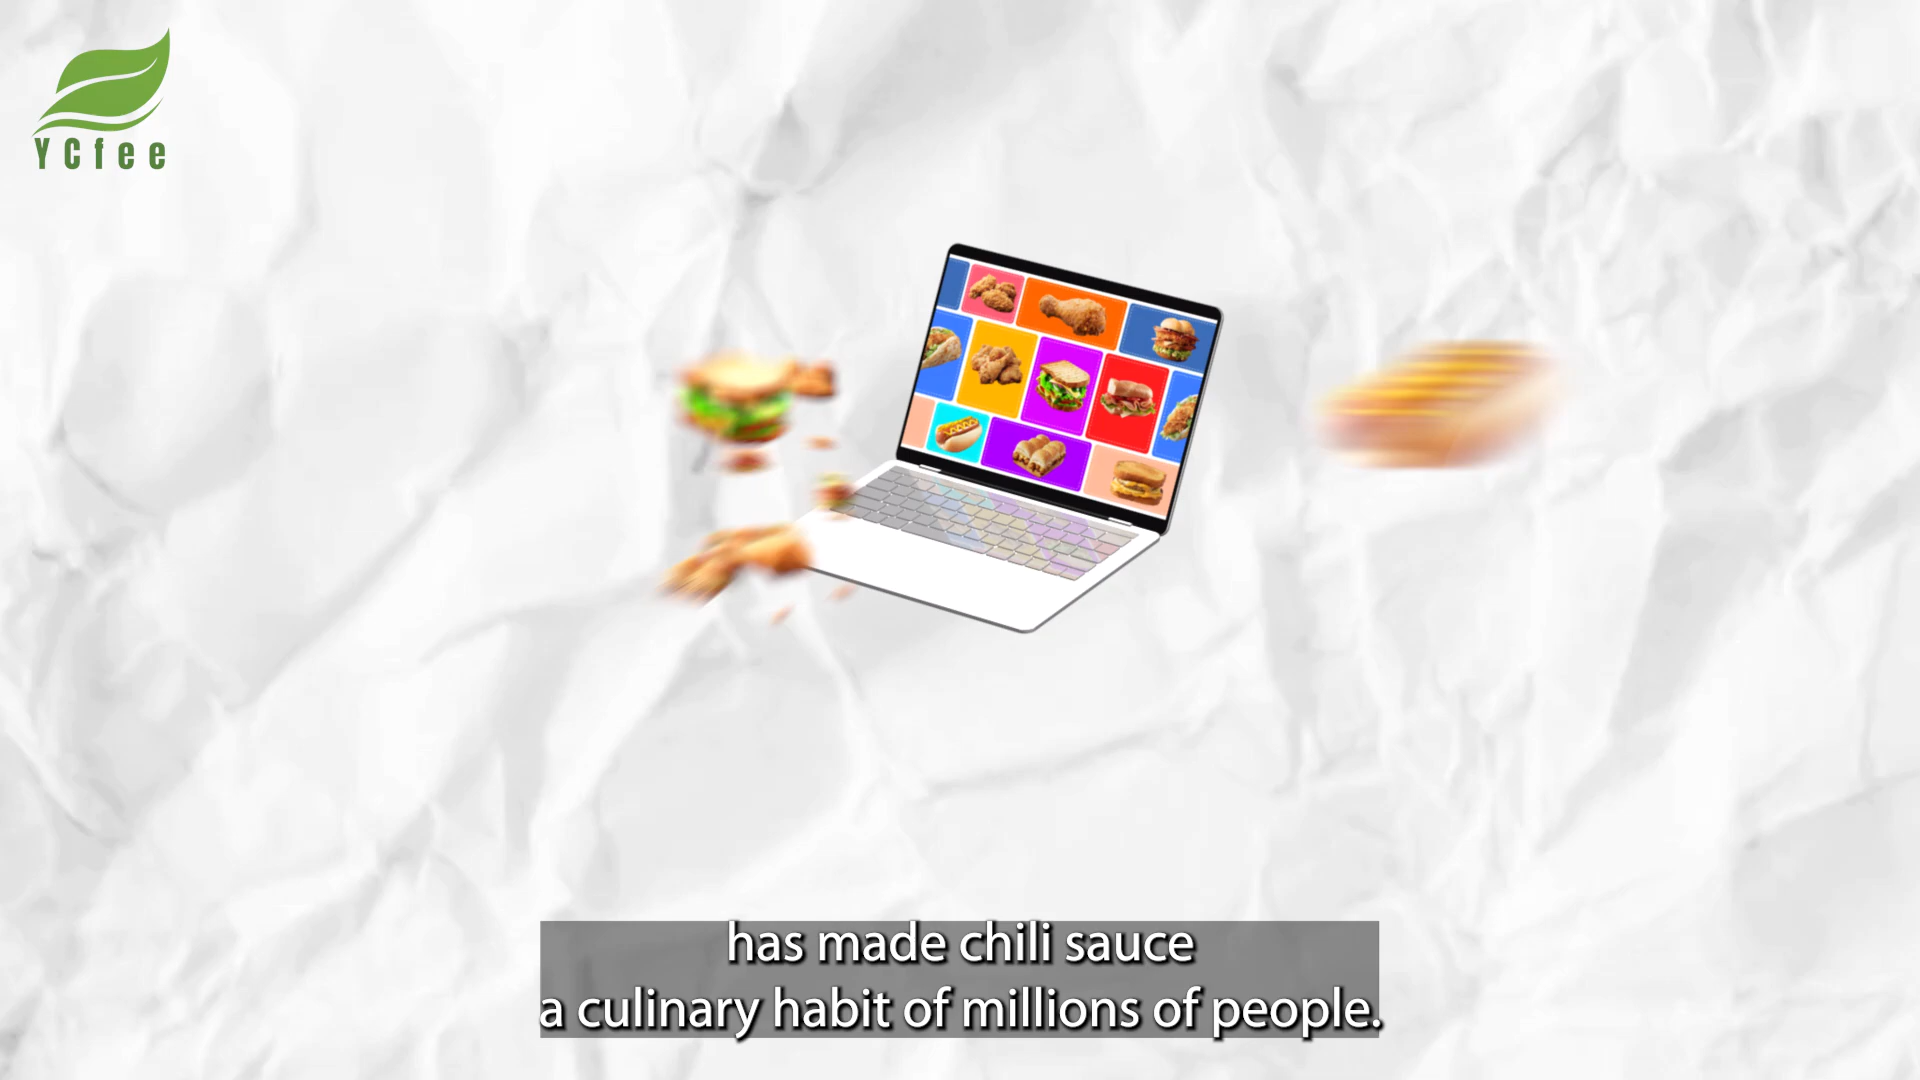 YCfee
has made chili sauce
a culinary habit of millions of people.